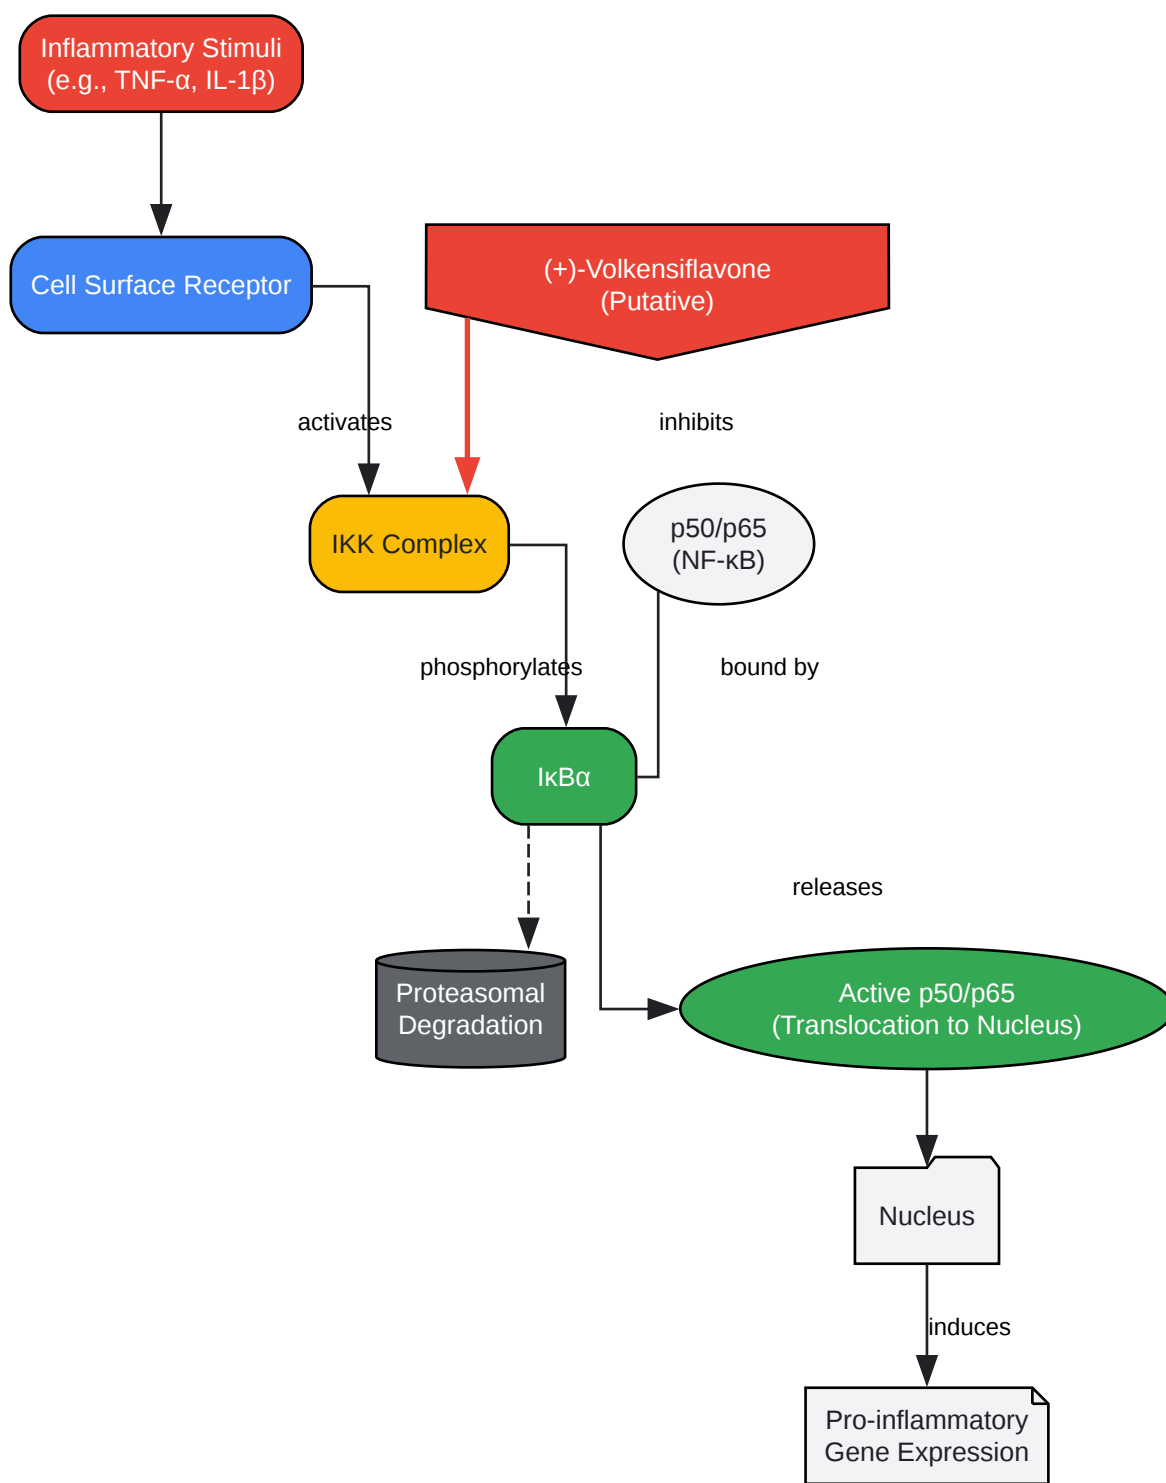 Inflammatory Stimuli
(e.g., TNF-α, IL-1β)
Cell Surface Receptor
(+)-Volkensiflavone
(Putative)
activates
inhibits
IKK Complex
p50/p65
(NF-κB)
phosphorylates
bound by
IκBα
releases
Proteasomal
Degradation
Active p50/p65
(Translocation to Nucleus)
Nucleus
induces
Pro-inflammatory
Gene Expression